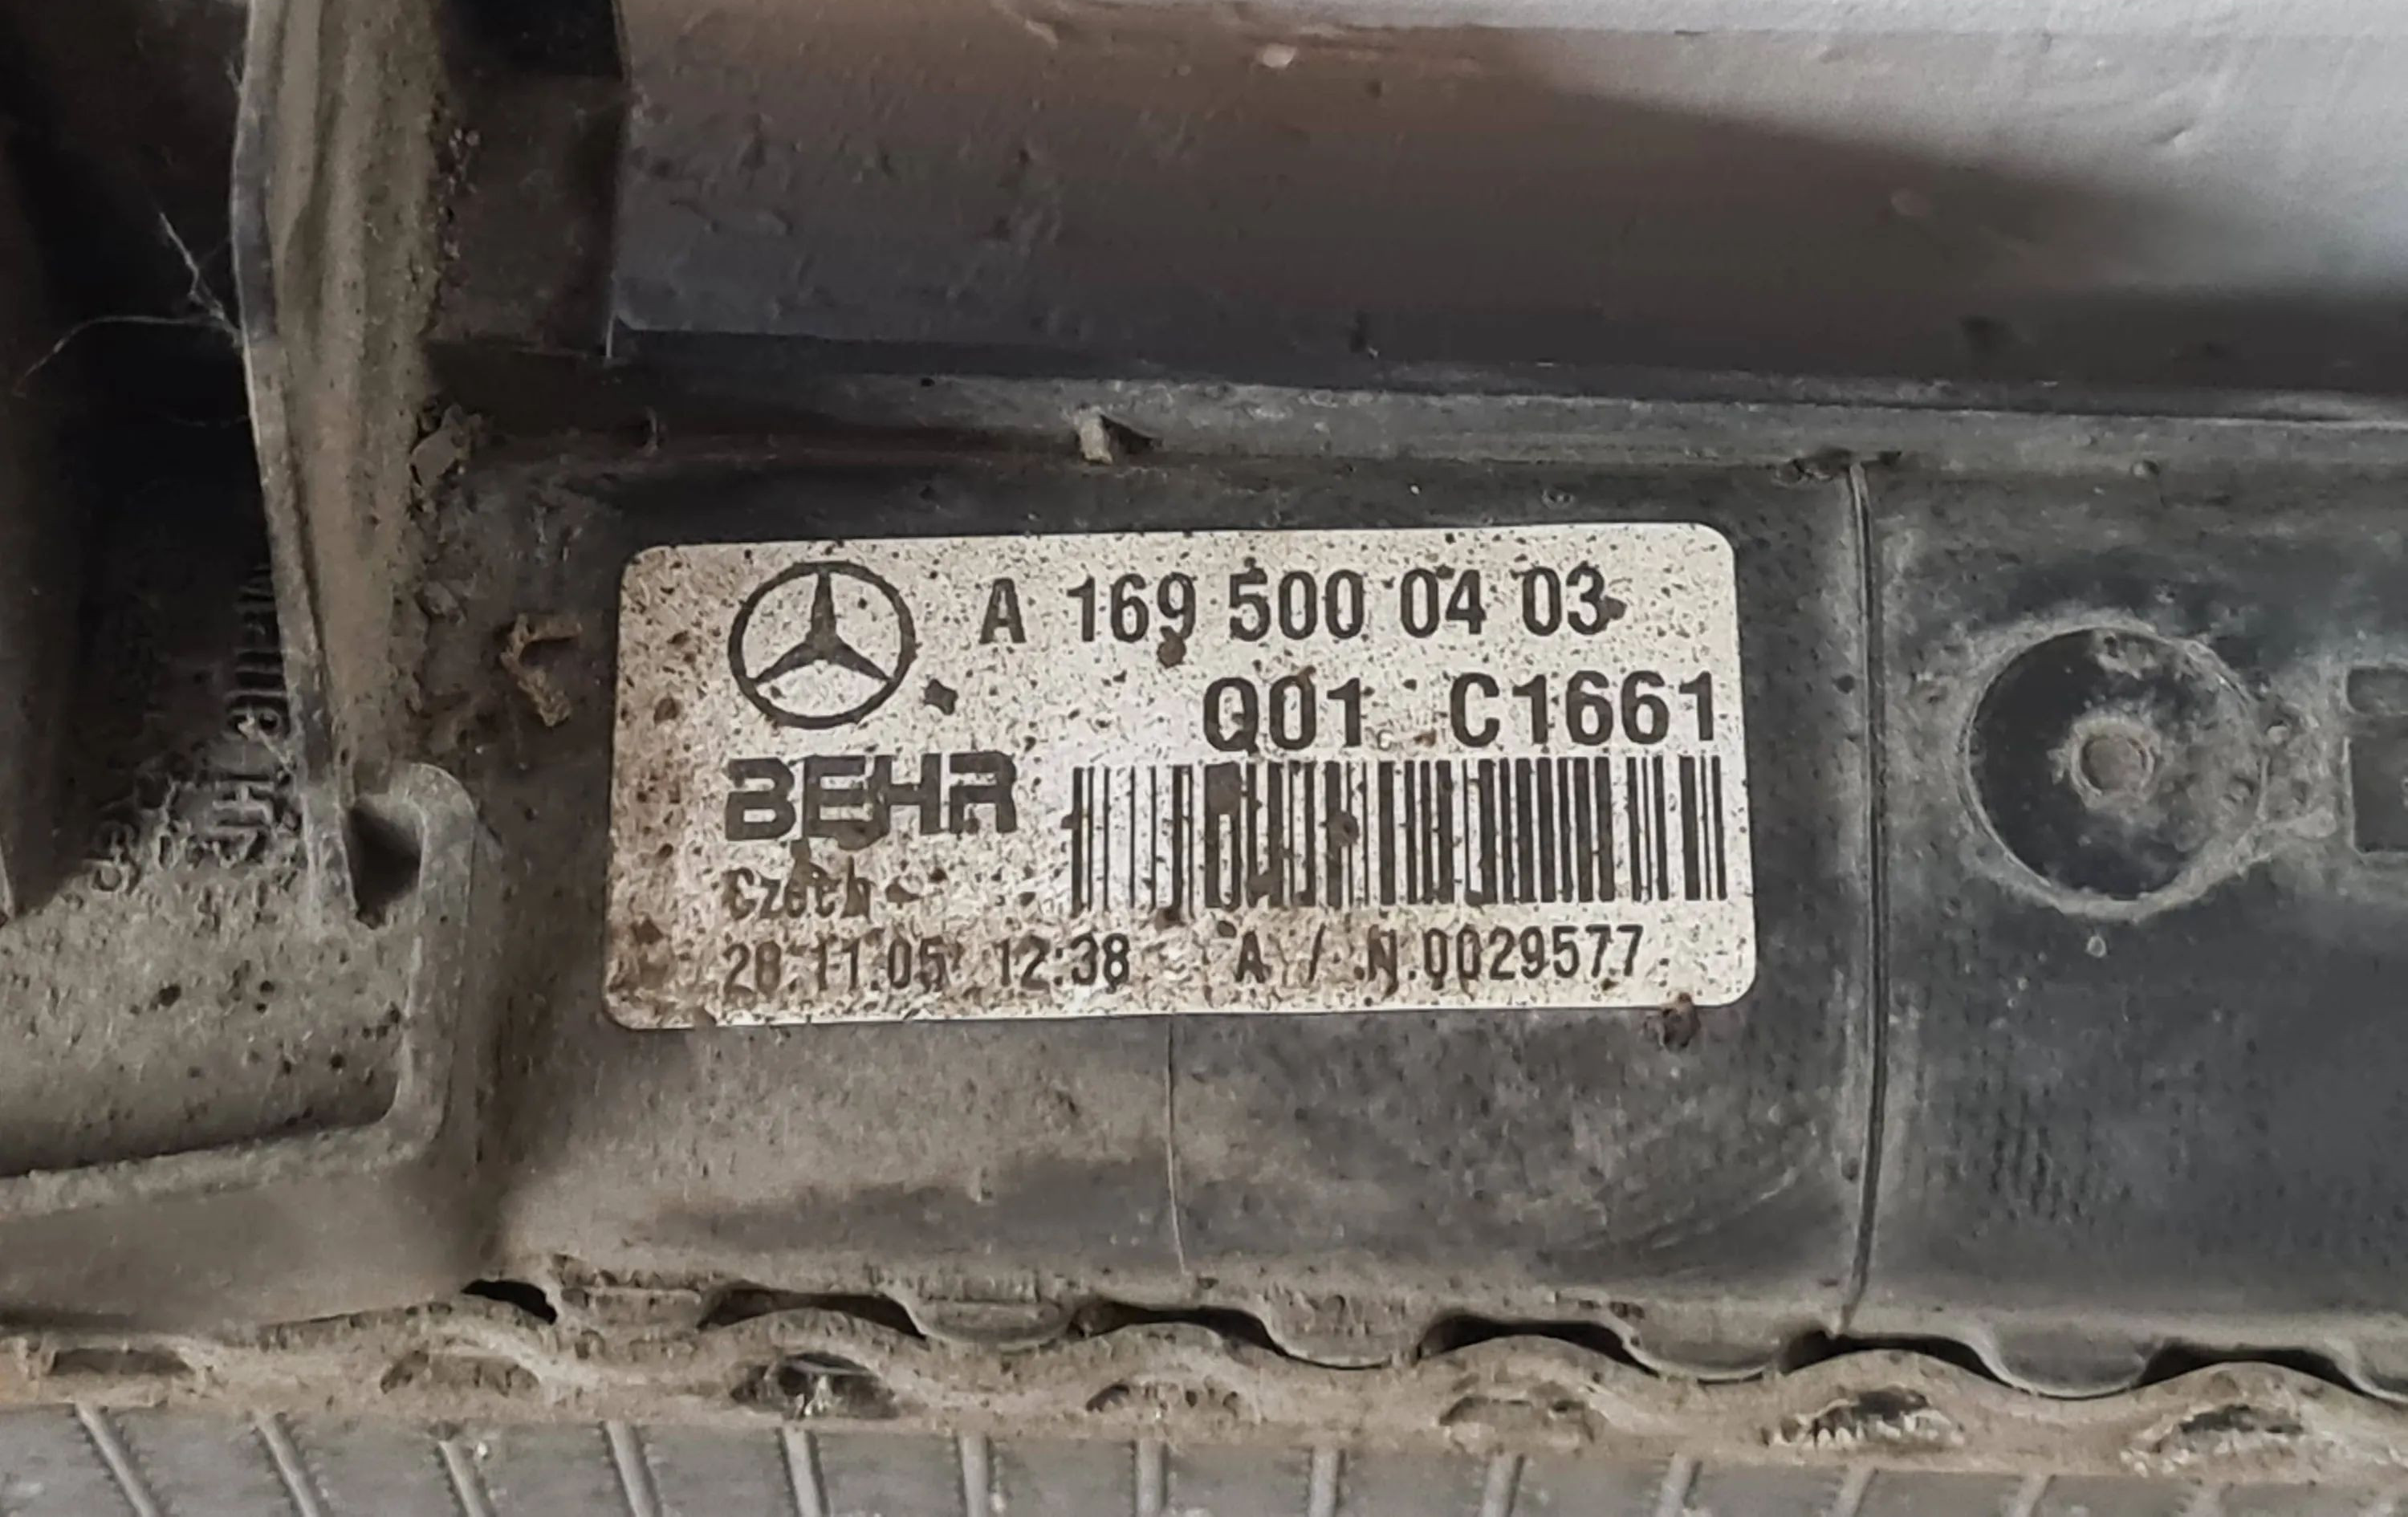 A 169 500 04 03
Q01 C1661
BEHR
Czech
28.11.05 12:38 A / N.0029577